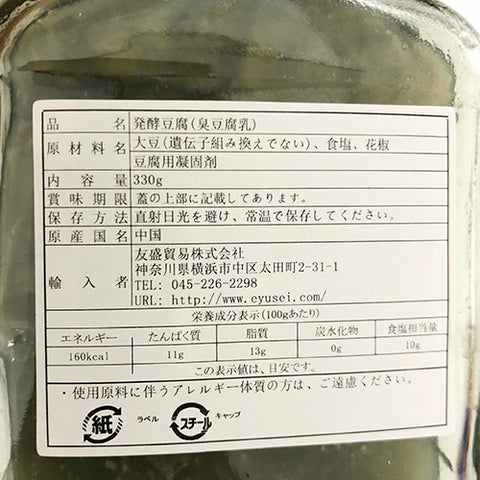 品名 発酵豆腐(臭豆腐乳)
原材料名 大豆(遺伝子組み換えでない)、食塩、花椒
豆腐用凝固剤
内容量 330g
賞味期限 蓋の上部に記載してあります。
保存方法 直射日光を避け、常温で保存してください。
原産国名 中国
輸入者 友盛貿易株式会社
神奈川県横浜市中区太田町2-31-1
TEL: 045-226-2298
URL: http://www.eyusei.com/
栄養成分表示(100gあたり)
エネルギー たんぱく質 脂質 炭水化物 食塩相当量
160kcal 11g 13g 0g 10g
この表示値は、目安です。
・使用原料に伴うアレルギー体質の方は、ご遠慮ください。
紙 ラベル スチール キャップ